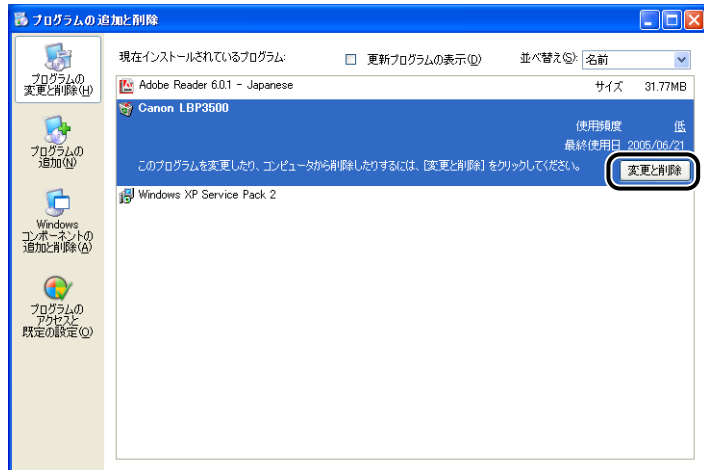 プログラムの追加と削除
プログラムの
変更と削除(H)
プログラムの
追加(N)
Windows
コンポーネントの
追加と削除(A)
プログラムの
アクセスと
既定の設定(O)
現在インストールされているプログラム: 更新プログラムの表示(D) 並べ替え(S): 名前
Adobe Reader 6.0.1 - Japanese サイズ 31.77MB
Canon LBP3500
使用頻度 低
最終使用日 2005/06/21
このプログラムを変更したり、コンピュータから削除したりするには、[変更と削除] をクリックしてください。 変更と削除
Windows XP Service Pack 2